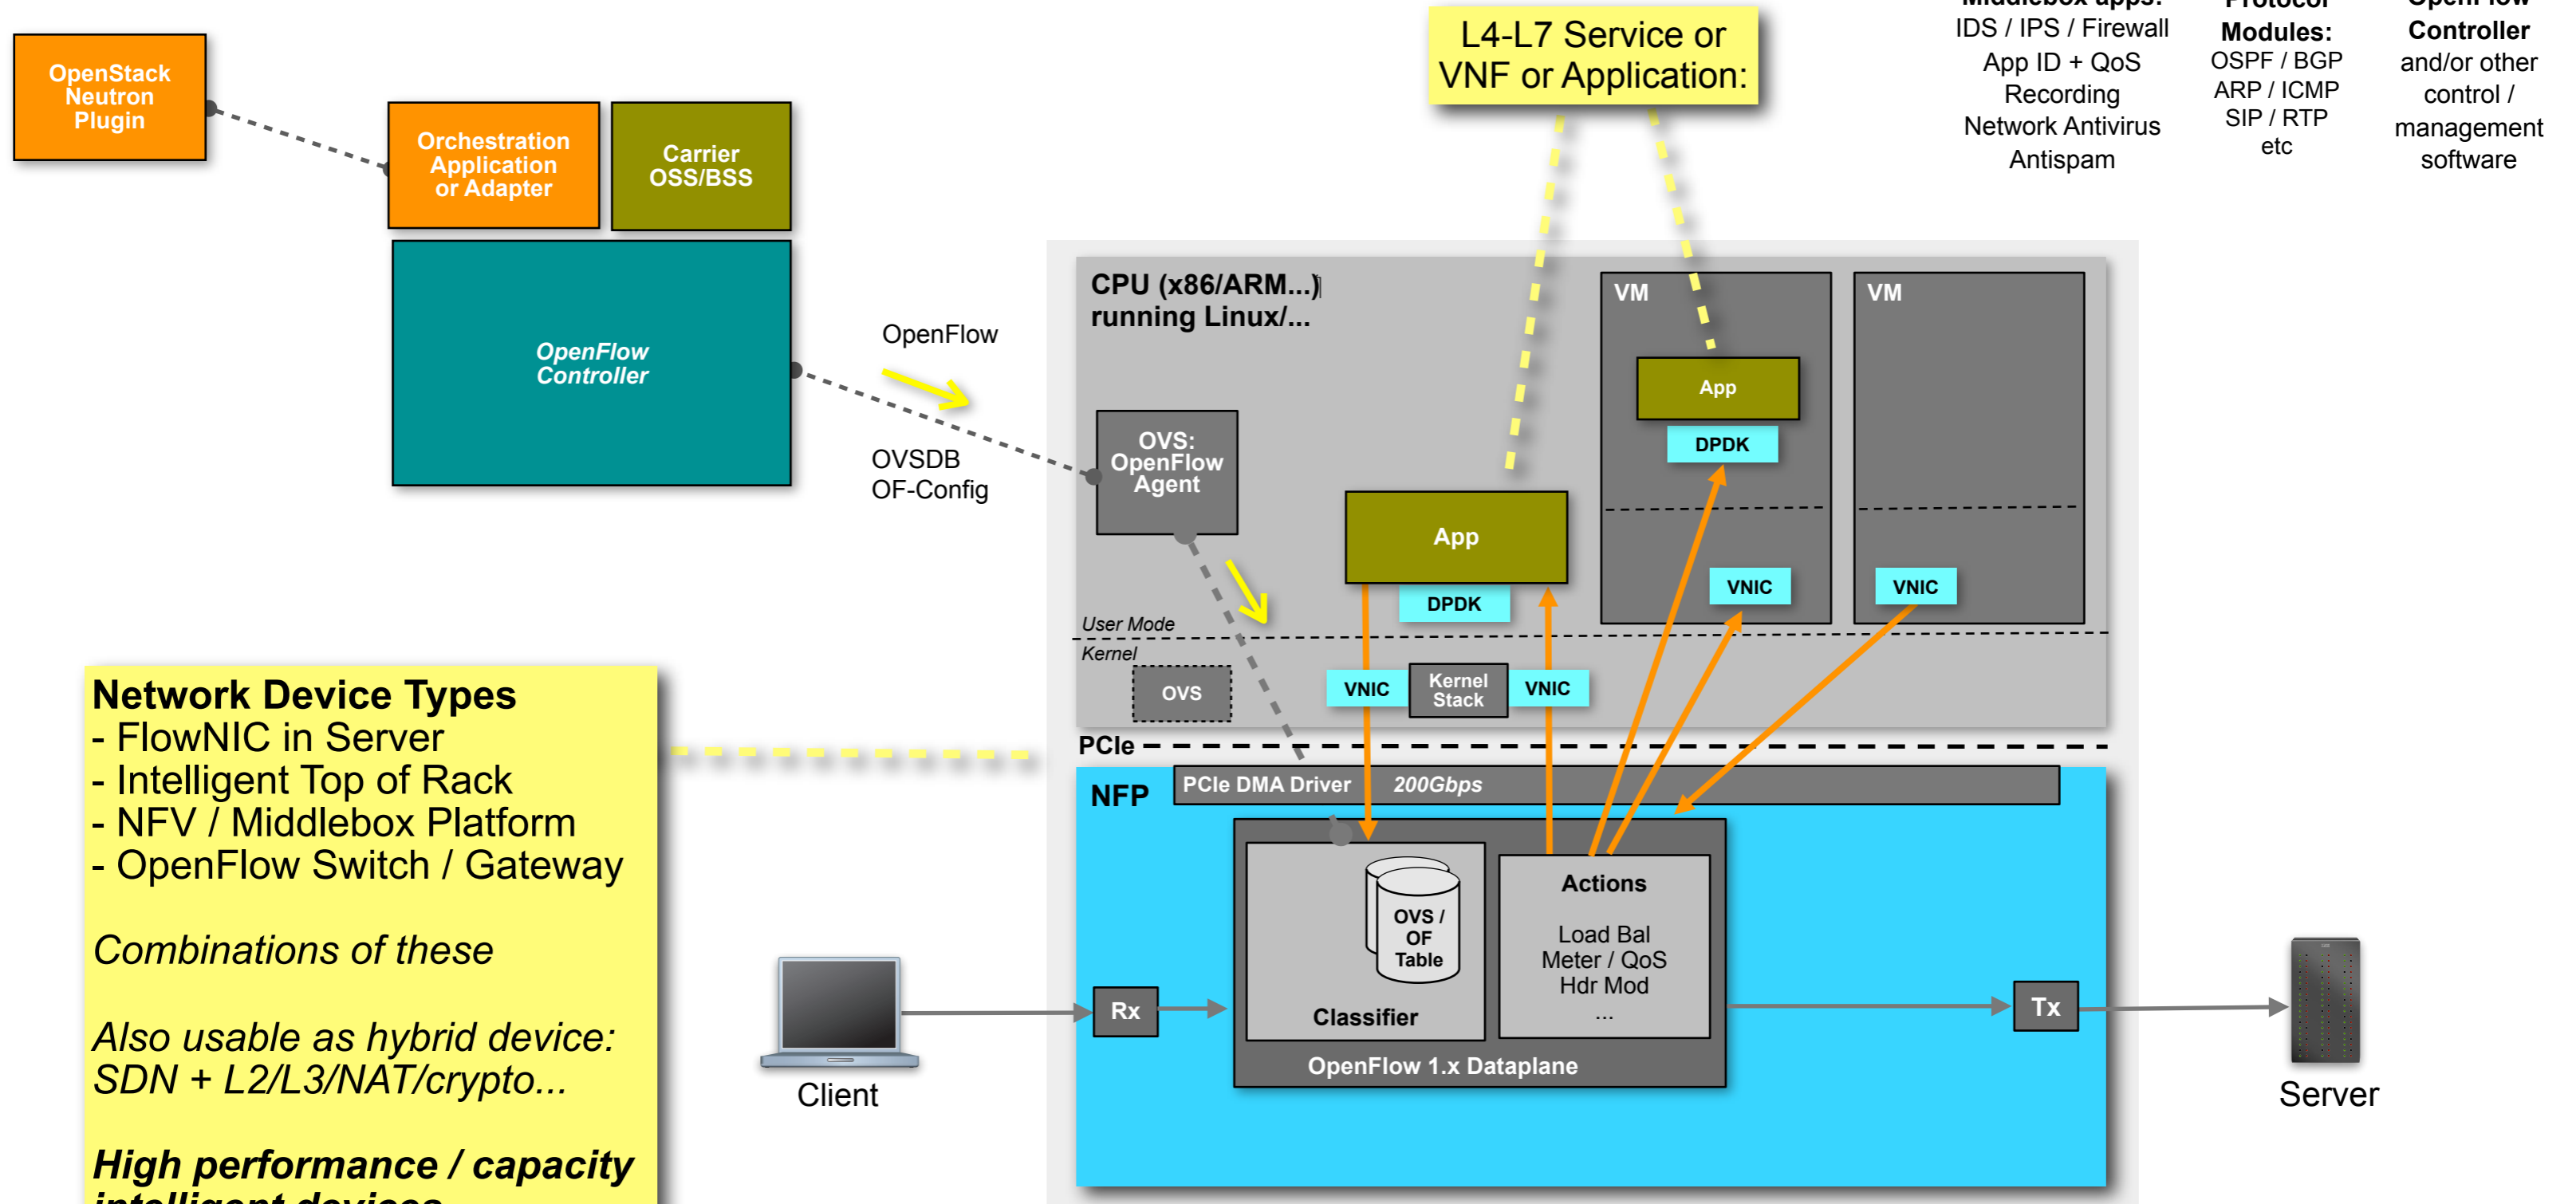 OpenStack
Neutron
Plugin
Orchestration
Application
or Adapter
Carrier
OSS/BSS
OpenFlow
Controller
OpenFlow
OVSDB
OF-Config
L4-L7 Service or
VNF or Application:
Middlebox apps:
IDS / IPS / Firewall
App ID + QoS
Recording
Network Antivirus
Antispam
Protocol
Modules:
OSPF / BGP
ARP / ICMP
SIP / RTP
etc
OpenFlow
Controller
and/or other
control /
management
software
CPU (x86/ARM...)
running Linux/...
OVS:
OpenFlow
Agent
App
DPDK
VM
App
DPDK
VNIC
VM
VNIC
User Mode
Kernel
OVS
VNIC
Kernel
Stack
VNIC
PCIe
NFP
PCIe DMA Driver 200Gbps
OVS /
OF
Table
Classifier
Actions
Load Bal
Meter / QoS
Hdr Mod
...
OpenFlow 1.x Dataplane
Rx
Tx
Client
Server
Network Device Types
- FlowNIC in Server
- Intelligent Top of Rack
- NFV / Middlebox Platform
- OpenFlow Switch / Gateway
Combinations of these
Also usable as hybrid device:
SDN + L2/L3/NAT/crypto...
High performance / capacity
intelligent devices